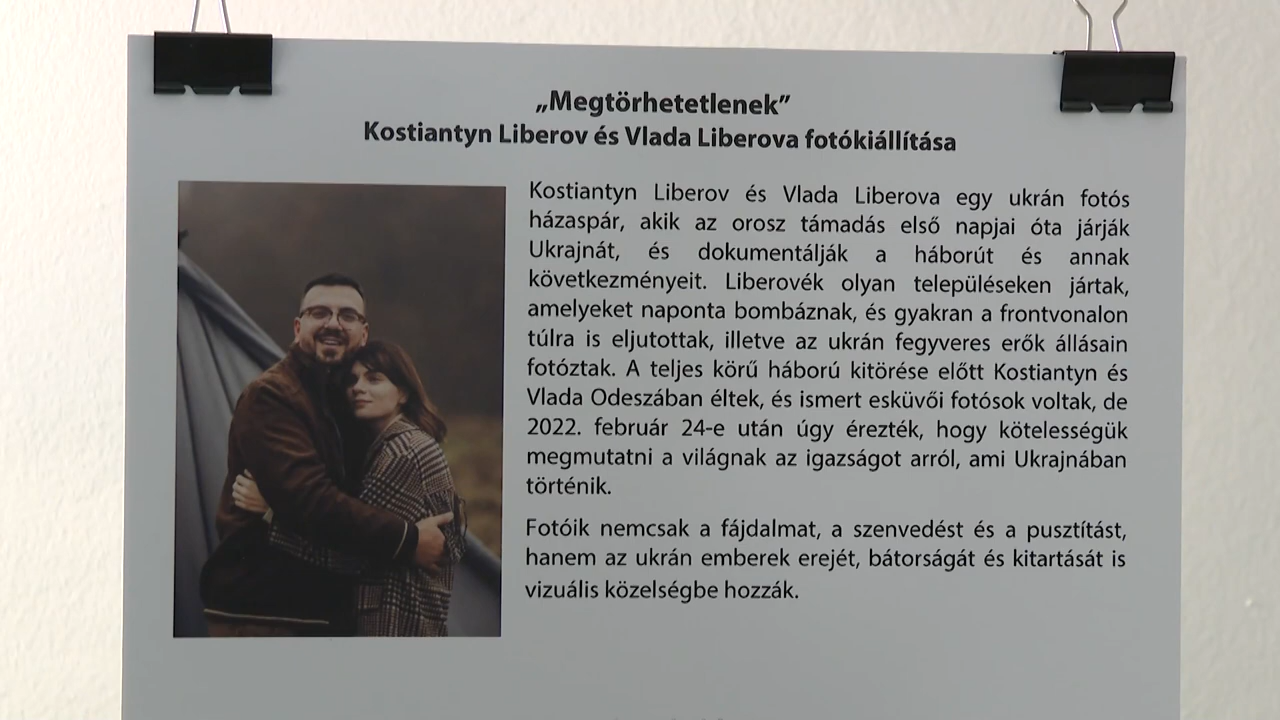 „Megtörhetetlenek”
Kostiantyn Liberov és Vlada Liberova fotókiállítása
Kostiantyn Liberov és Vlada Liberova egy ukrán fotós
házaspár, akik az orosz támadás első napjai óta járják
Ukrajnát, és dokumentálják a háborút és annak
következményeit. Liberovék olyan településeken jártak,
amelyeket naponta bombáznak, és gyakran a frontvonalon
túlra is eljutottak, illetve az ukrán fegyveres erők állásain
fotóztak. A teljes körű háború kitörése előtt Kostiantyn és
Vlada Odeszában éltek, és ismert esküvői fotósok voltak, de
2022. február 24-e után úgy érezték, hogy kötelességük
megmutatni a világnak az igazságot arról, ami Ukrajnában
történik.
Fotóik nemcsak a fájdalmat, a szenvedést és a pusztítást,
hanem az ukrán emberek erejét, bátorságát és kitartását is
vizuális közelségbe hozzák.